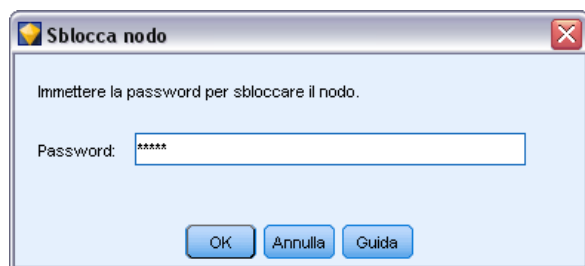 Sblocca nodo
Immettere la password per sbloccare il nodo.
Password: *****
OK Annulla Guida